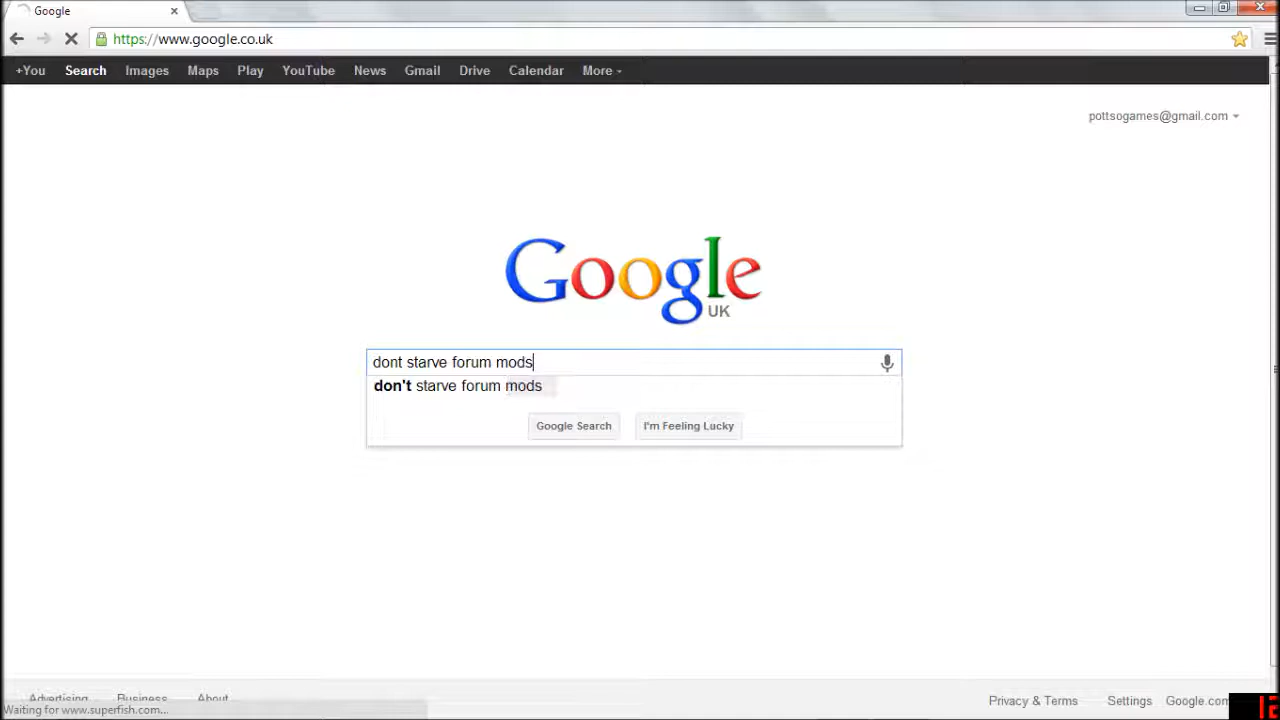 Google
https://www.google.co.uk
+You Search Images Maps Play YouTube News Gmail Drive Calendar More
pottsogames@gmail.com
Google
UK
dont starve forum mods
don't starve forum mods
Google Search I'm Feeling Lucky
Advertising Business About Privacy & Terms Settings Google.com
Waiting for www.superfish.com...